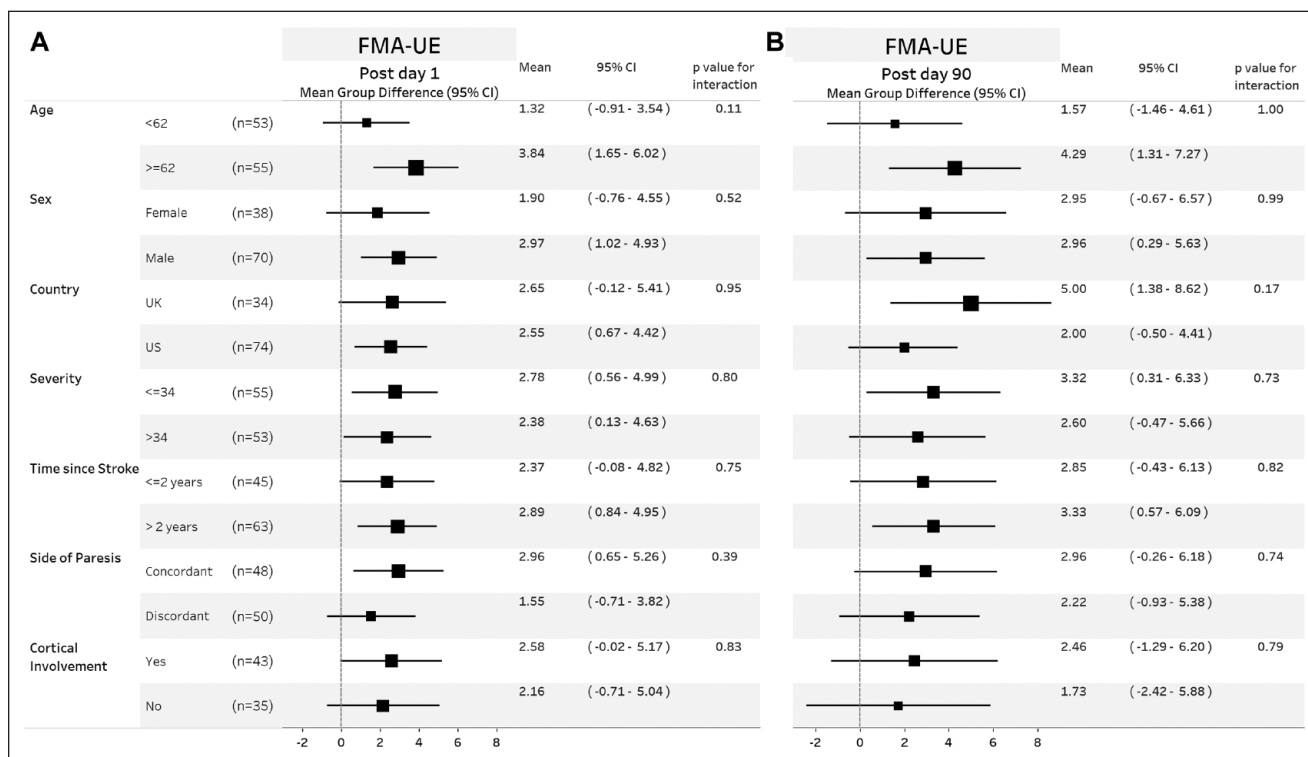 A
FMA-UE
Post day 1
Mean Group Difference (95% CI)
Mean 95% CI p value for interaction
Age
<62 (n=53) 1.32 (-0.91 - 3.54) 0.11
>=62 (n=55) 3.84 (1.65 - 6.02)
Sex
Female (n=38) 1.90 (-0.76 - 4.55) 0.52
Male (n=70) 2.97 (1.02 - 4.93)
Country
UK (n=34) 2.65 (-0.12 - 5.41) 0.95
US (n=74) 2.55 (0.67 - 4.42)
Severity
<=34 (n=55) 2.78 (0.56 - 4.99) 0.80
>34 (n=53) 2.38 (0.13 - 4.63)
Time since Stroke
<=2 years (n=45) 2.37 (-0.08 - 4.82) 0.75
> 2 years (n=63) 2.89 (0.84 - 4.95)
Side of Paresis
Concordant (n=48) 2.96 (0.65 - 5.26) 0.39
Discordant (n=50) 1.55 (-0.71 - 3.82)
Cortical
Involvement
Yes (n=43) 2.58 (-0.02 - 5.17) 0.83
No (n=35) 2.16 (-0.71 - 5.04)
-2 0 2 4 6 8
B
FMA-UE
Post day 90
Mean Group Difference (95% CI)
Mean 95% CI p value for interaction
1.57 (-1.46 - 4.61) 1.00
4.29 (1.31 - 7.27)
2.95 (-0.67 - 6.57) 0.99
2.96 (0.29 - 5.63)
5.00 (1.38 - 8.62) 0.17
2.00 (-0.50 - 4.41)
3.32 (0.31 - 6.33) 0.73
2.60 (-0.47 - 5.66)
2.85 (-0.43 - 6.13) 0.82
3.33 (0.57 - 6.09)
2.96 (-0.26 - 6.18) 0.74
2.22 (-0.93 - 5.38)
2.46 (-1.29 - 6.20) 0.79
1.73 (-2.42 - 5.88)
-2 0 2 4 6 8